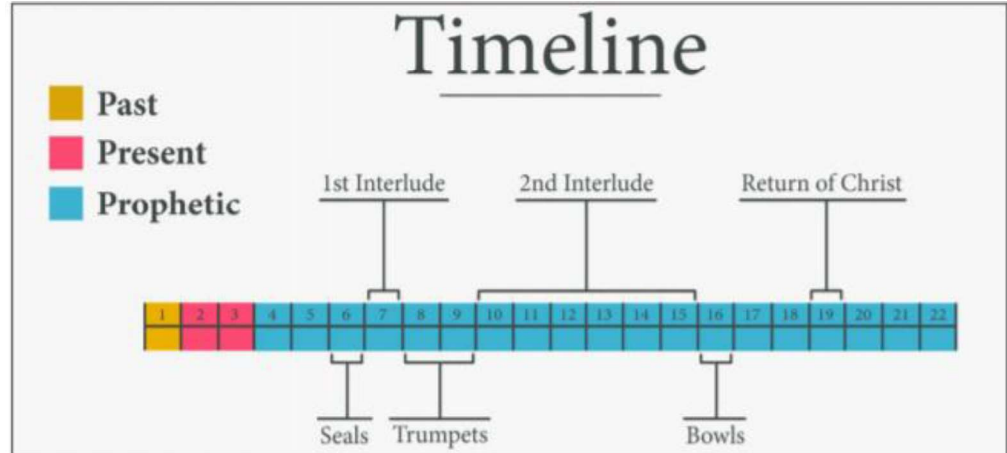 Timeline
Past
Present
Prophetic
1st Interlude
2nd Interlude
Return of Christ
1 2 3 4 5 6 7 8 9 10 11 12 13 14 15 16 17 18 19 20 21 22
Seals
Trumpets
Bowls